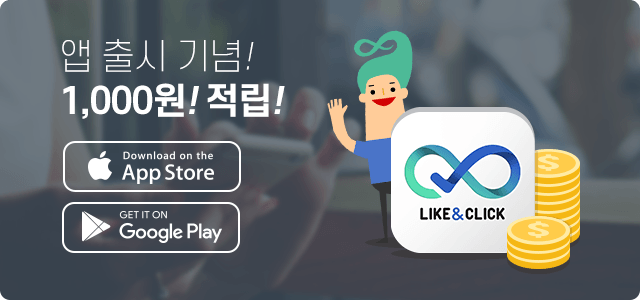 앱 출시 기념!
1,000원! 적립!
Download on the
App Store
GET IT ON
Google Play
LIKE&CLICK
$
$